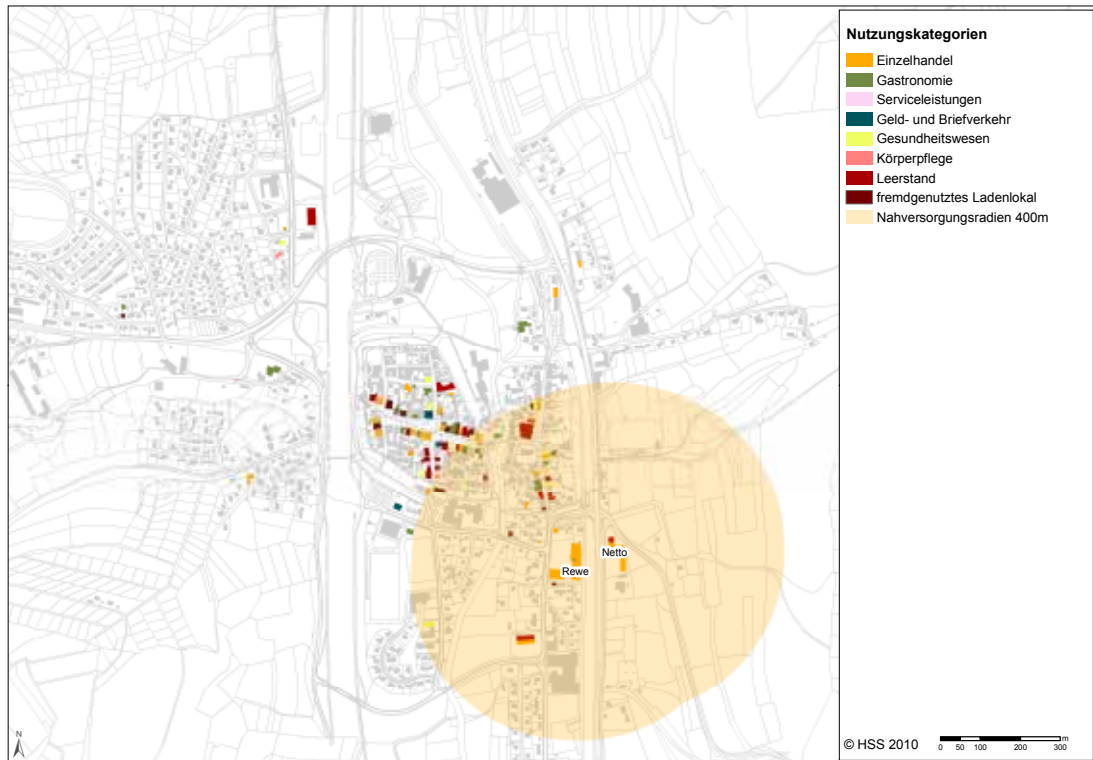 Nutzungskategorien
Einzelhandel
Gastronomie
Serviceleistungen
Geld- und Briefverkehr
Gesundheitswesen
Körperpflege
Leerstand
fremdgenutztes Ladenlokal
Nahversorgungsradien 400m
Netto
Rewe
N
© HSS 2010
m
0 50 100 200 300